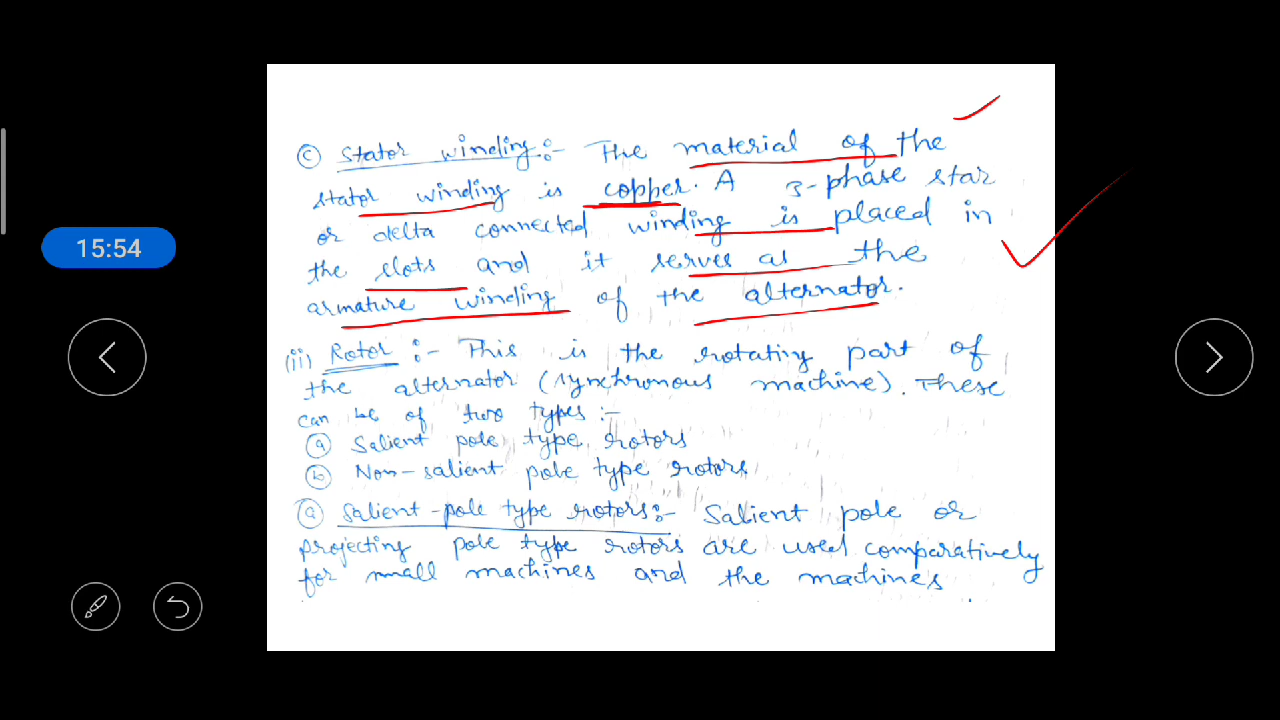 15:54
(c) Stator winding:- The material of the
stator winding is copper. A 3-phase star
or delta connected winding is placed in
the slots and it serves as the
armature winding of the alternator.
(ii) Rotor :- This is the rotating part of
the alternator (synchronous machine). These
can be of two types :-
(a) Salient pole type rotors
(b) Non-salient pole type rotors
(a) Salient-pole type rotors:- Salient pole or
projecting pole type rotors are used comparatively
for small machines and the machines